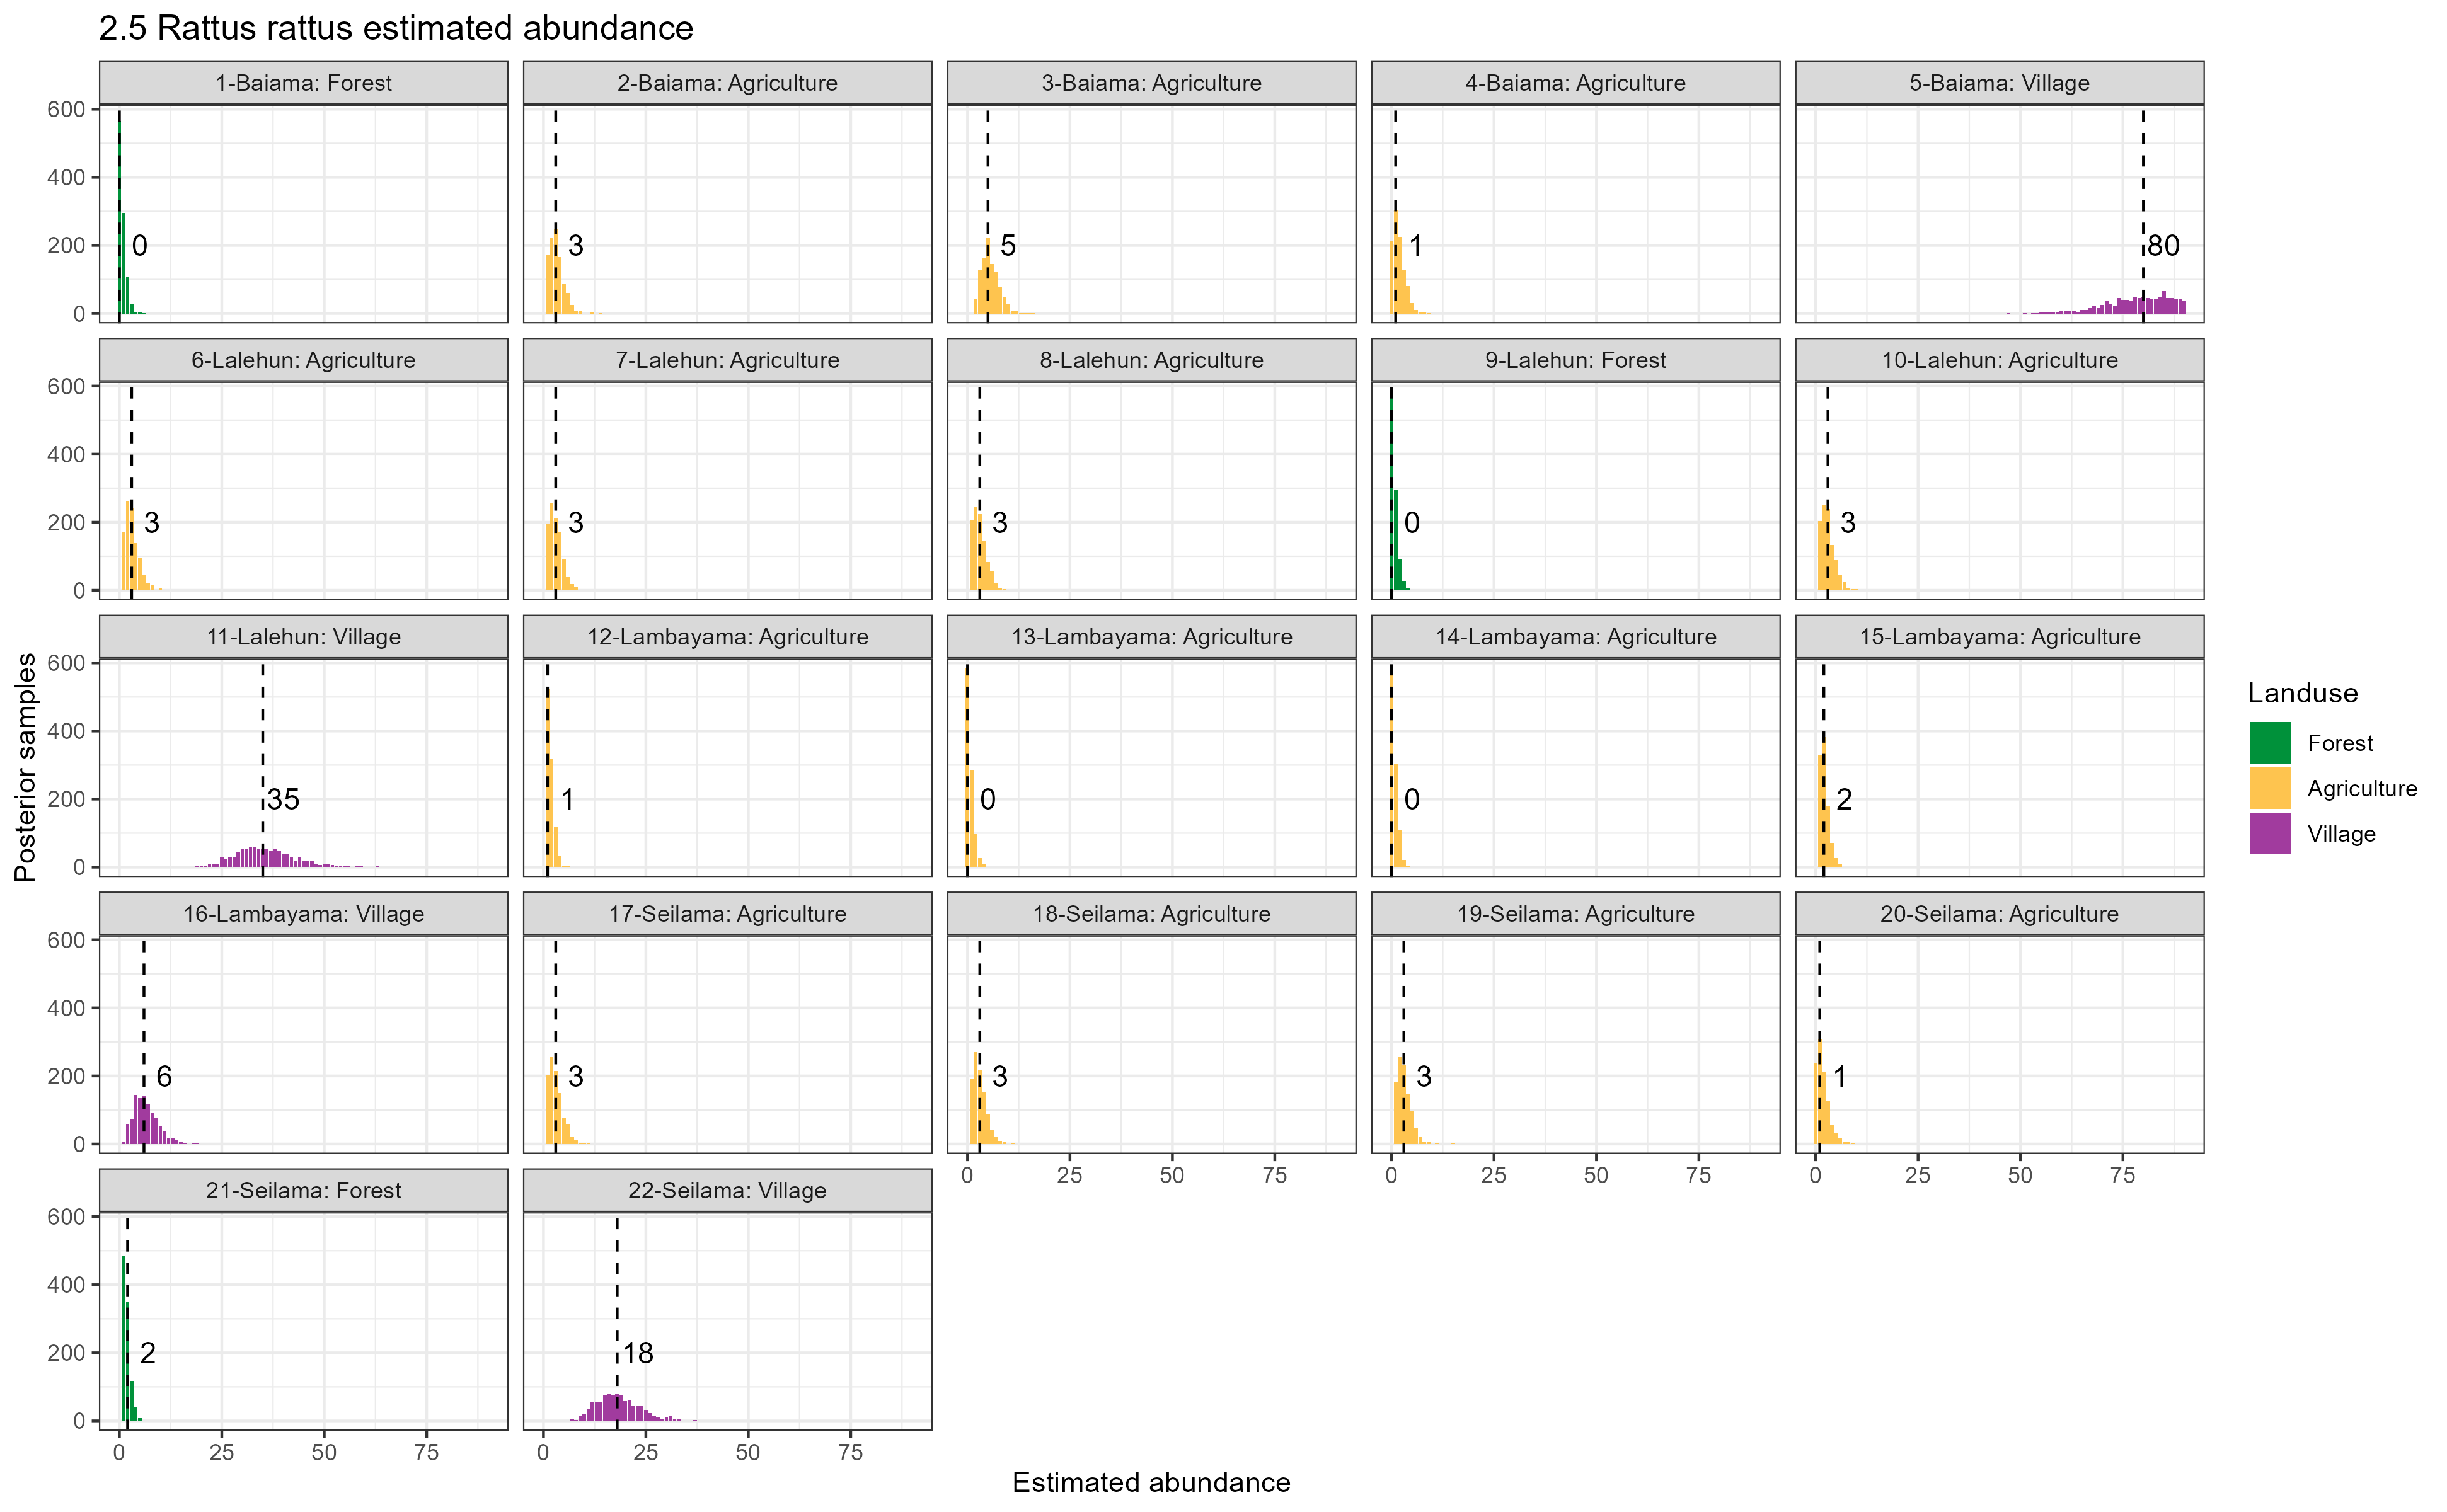 2.5 Rattus rattus estimated abundance
1-Baiama: Forest
2-Baiama: Agriculture
3-Baiama: Agriculture
4-Baiama: Agriculture
5-Baiama: Village
600
400
200
0
0
3
5
1
80
6-Lalehun: Agriculture
7-Lalehun: Agriculture
8-Lalehun: Agriculture
9-Lalehun: Forest
10-Lalehun: Agriculture
600
400
200
0
3
3
3
0
3
11-Lalehun: Village
12-Lambayama: Agriculture
13-Lambayama: Agriculture
14-Lambayama: Agriculture
15-Lambayama: Agriculture
600
400
200
0
35
1
0
0
2
16-Lambayama: Village
17-Seilama: Agriculture
18-Seilama: Agriculture
19-Seilama: Agriculture
20-Seilama: Agriculture
600
400
200
0
6
3
3
3
1
0 25 50 75
0 25 50 75
0 25 50 75
21-Seilama: Forest
22-Seilama: Village
600
400
200
0
2
18
0 25 50 75
0 25 50 75
Estimated abundance
Posterior samples
Landuse
Forest
Agriculture
Village